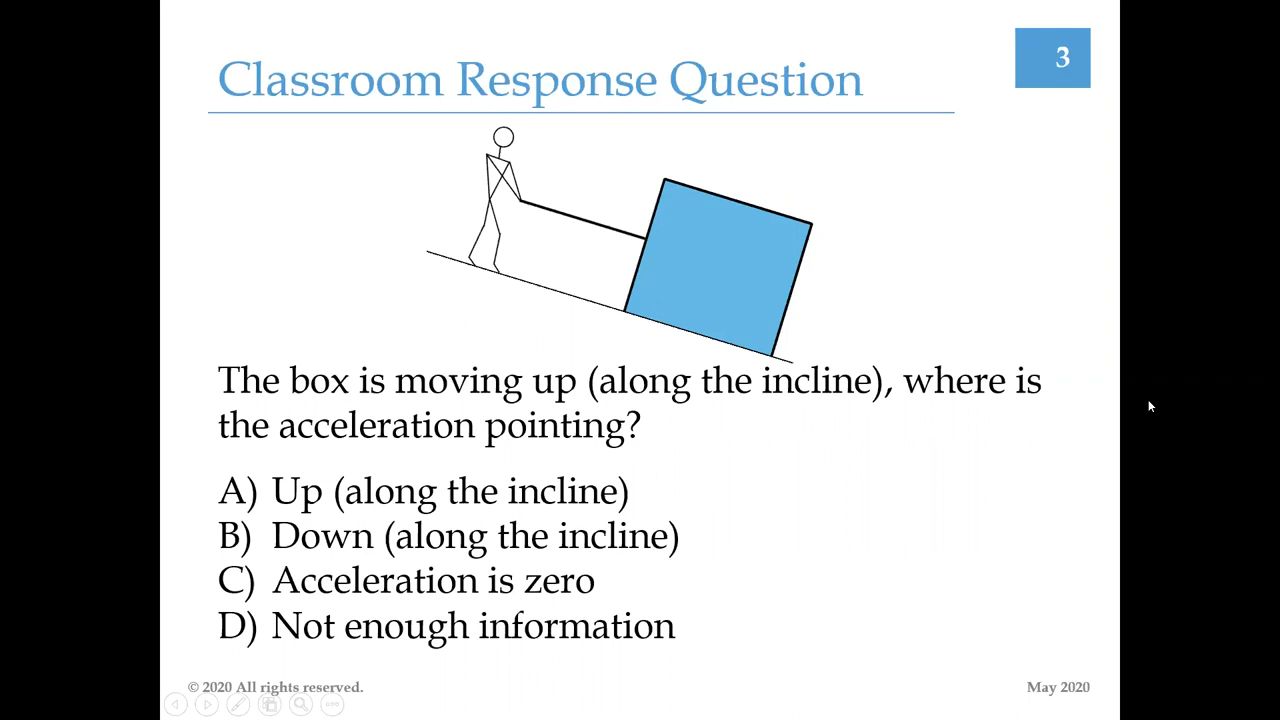 Classroom Response Question
3
The box is moving up (along the incline), where is
the acceleration pointing?
A) Up (along the incline)
B) Down (along the incline)
C) Acceleration is zero
D) Not enough information
© 2020 All rights reserved.
May 2020